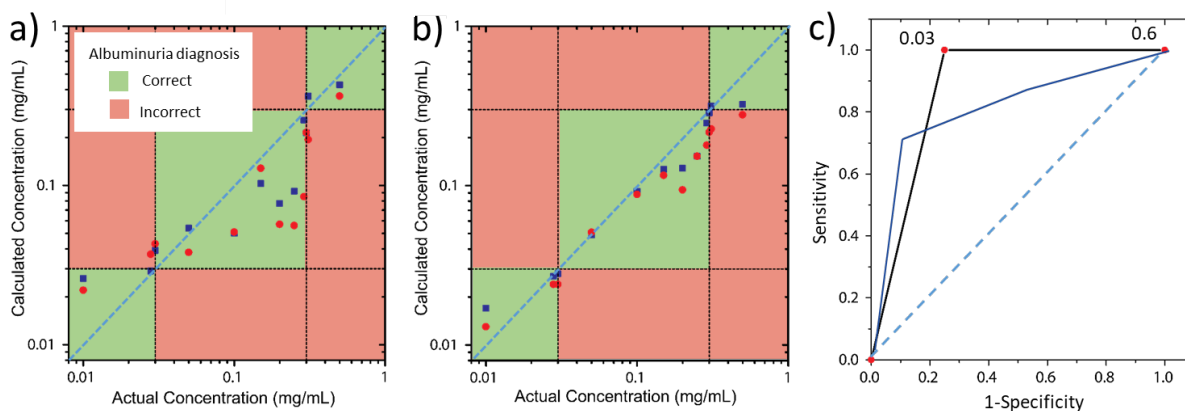 a)
Albuminuria diagnosis
Correct
Incorrect
1
0.1
0.01
Calculated Concentration (mg/mL)
0.01
0.1
1
Actual Concentration (mg/mL)
b)
1
0.1
0.01
Calculated Concentration (mg/mL)
0.01
0.1
1
Actual Concentration (mg/mL)
c)
0.03
0.6
1.0
0.8
0.6
0.4
0.2
0.0
Sensitivity
0.0
0.2
0.4
0.6
0.8
1.0
1-Specificity